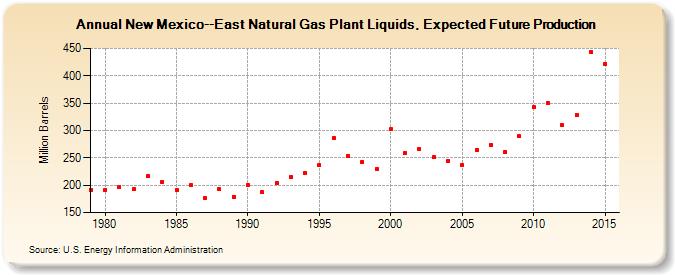 Annual New Mexico--East Natural Gas Plant Liquids, Expected Future Production
Million Barrels
450
400
350
300
250
200
150
1980 1985 1990 1995 2000 2005 2010 2015
Source: U.S. Energy Information Administration